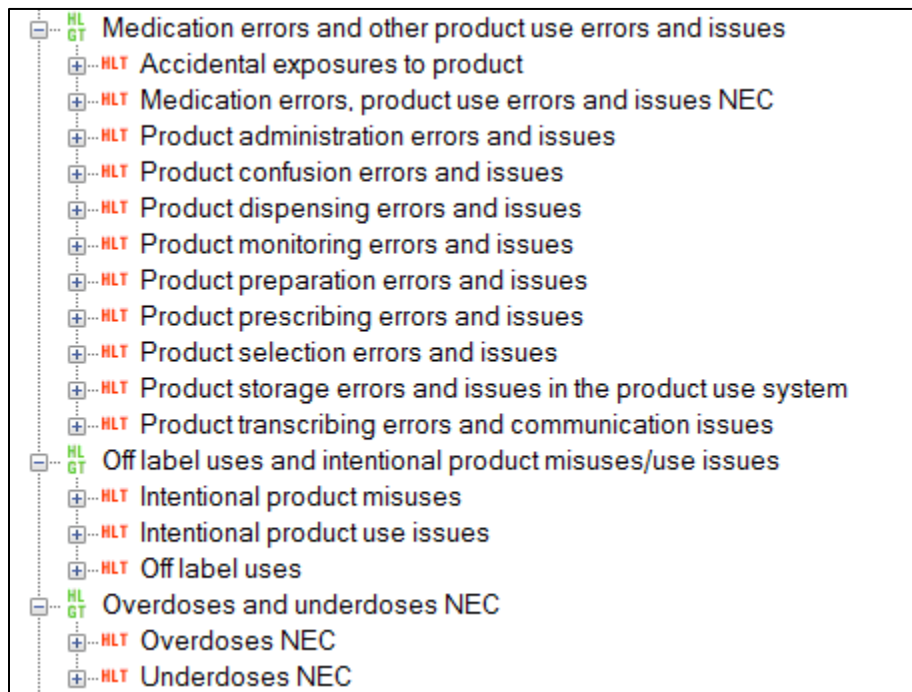 HLGT Medication errors and other product use errors and issues
HLT Accidental exposures to product
HLT Medication errors, product use errors and issues NEC
HLT Product administration errors and issues
HLT Product confusion errors and issues
HLT Product dispensing errors and issues
HLT Product monitoring errors and issues
HLT Product preparation errors and issues
HLT Product prescribing errors and issues
HLT Product selection errors and issues
HLT Product storage errors and issues in the product use system
HLT Product transcribing errors and communication issues
HLGT Off label uses and intentional product misuses/use issues
HLT Intentional product misuses
HLT Intentional product use issues
HLT Off label uses
HLGT Overdoses and underdoses NEC
HLT Overdoses NEC
HLT Underdoses NEC